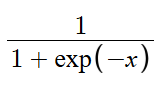 1
1 + exp(−x)